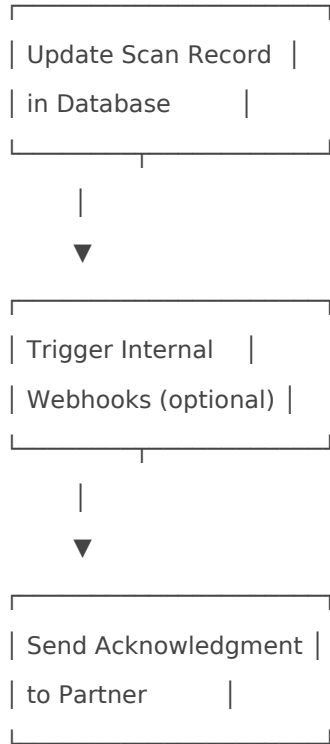 Update Scan Record
in Database
Trigger Internal
Webhooks (optional)
Send Acknowledgment
to Partner